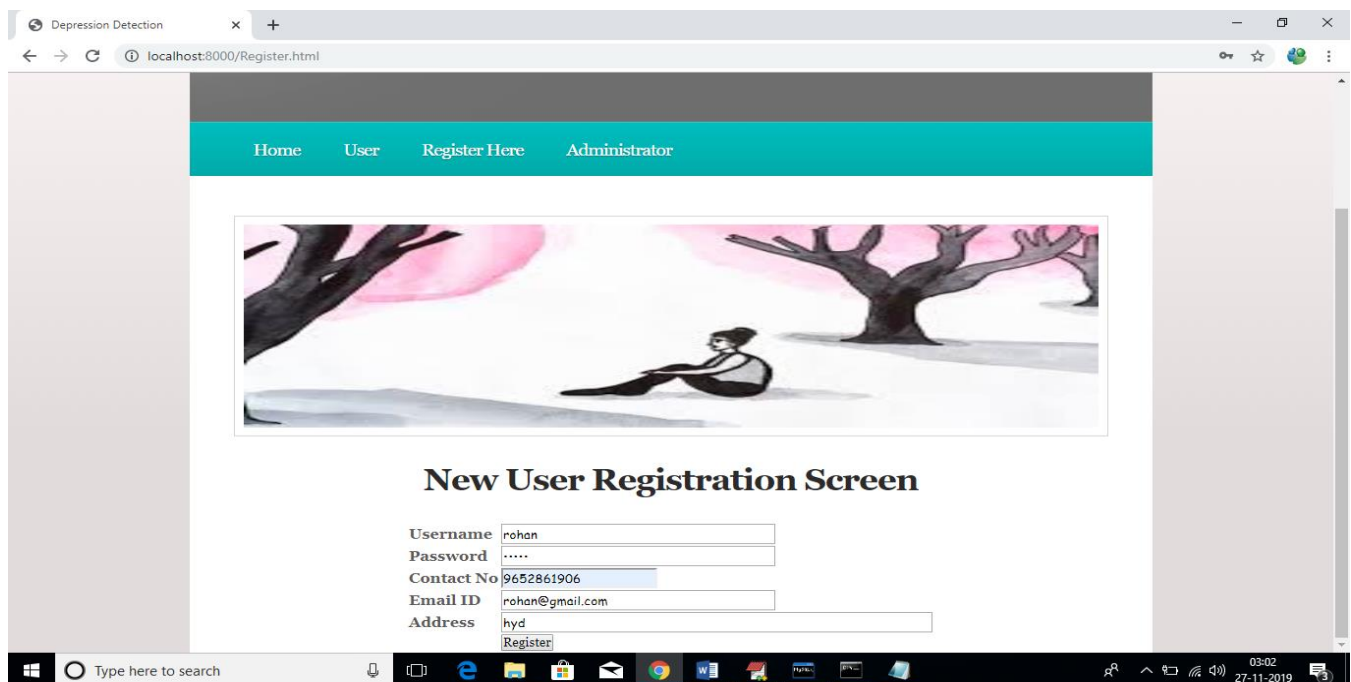 Depression Detection
localhost:8000/Register.html
Home User Register Here Administrator
New User Registration Screen
Username rohan
Password .....
Contact No 9652861906
Email ID rohan@gmail.com
Address hyd
Register
Type here to search
03:02
27-11-2019
3